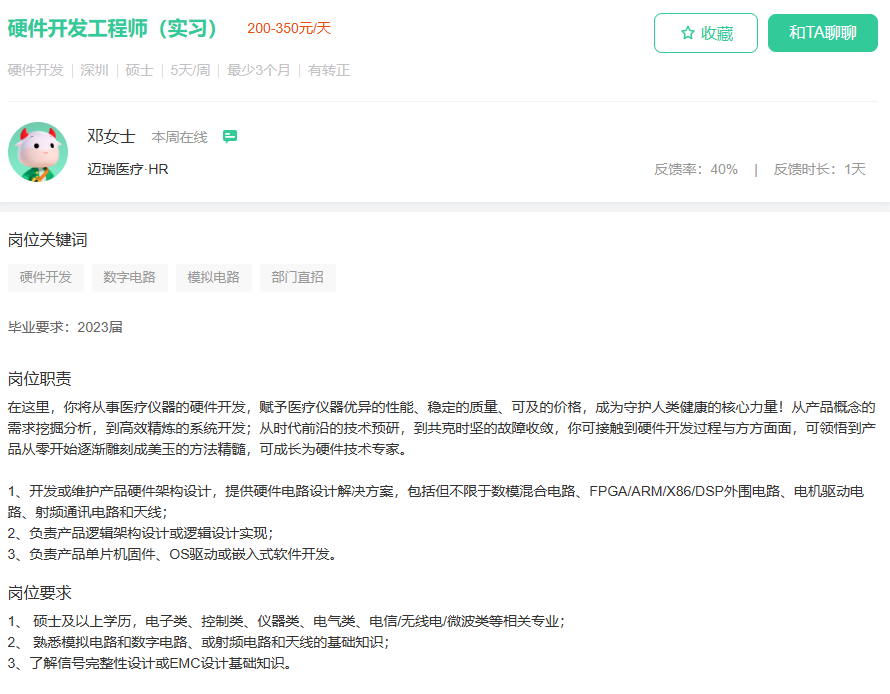 硬件开发工程师（实习） 200-350元/天 收藏 和TA聊聊
硬件开发 | 深圳 | 硕士 | 5天/周 | 最少3个月 | 有转正
邓女士 本周在线
迈瑞医疗·HR 反馈率：40% | 反馈时长：1天
岗位关键词
硬件开发 数字电路 模拟电路 部门直招
毕业要求：2023届
岗位职责
在这里，你将从事医疗仪器的硬件开发，赋予医疗仪器优异的性能、稳定的质量、可及的价格，成为守护人类健康的核心力量！从产品概念的
需求挖掘分析，到高效精炼的系统开发；从时代前沿的技术预研，到共克时坚的故障收敛，你可接触到硬件开发过程与方方面面，可领悟到产
品从零开始逐渐雕刻成美玉的方法精髓，可成长为硬件技术专家。
1、开发或维护产品硬件架构设计，提供硬件电路设计解决方案，包括但不限于数模混合电路、FPGA/ARM/X86/DSP外围电路、电机驱动电
路、射频通讯电路和天线；
2、负责产品逻辑架构设计或逻辑设计实现；
3、负责产品单片机固件、OS驱动或嵌入式软件开发。
岗位要求
1、 硕士及以上学历，电子类、控制类、仪器类、电气类、电信/无线电/微波类等相关专业；
2、 熟悉模拟电路和数字电路、或射频电路和天线的基础知识；
3、了解信号完整性设计或EMC设计基础知识。